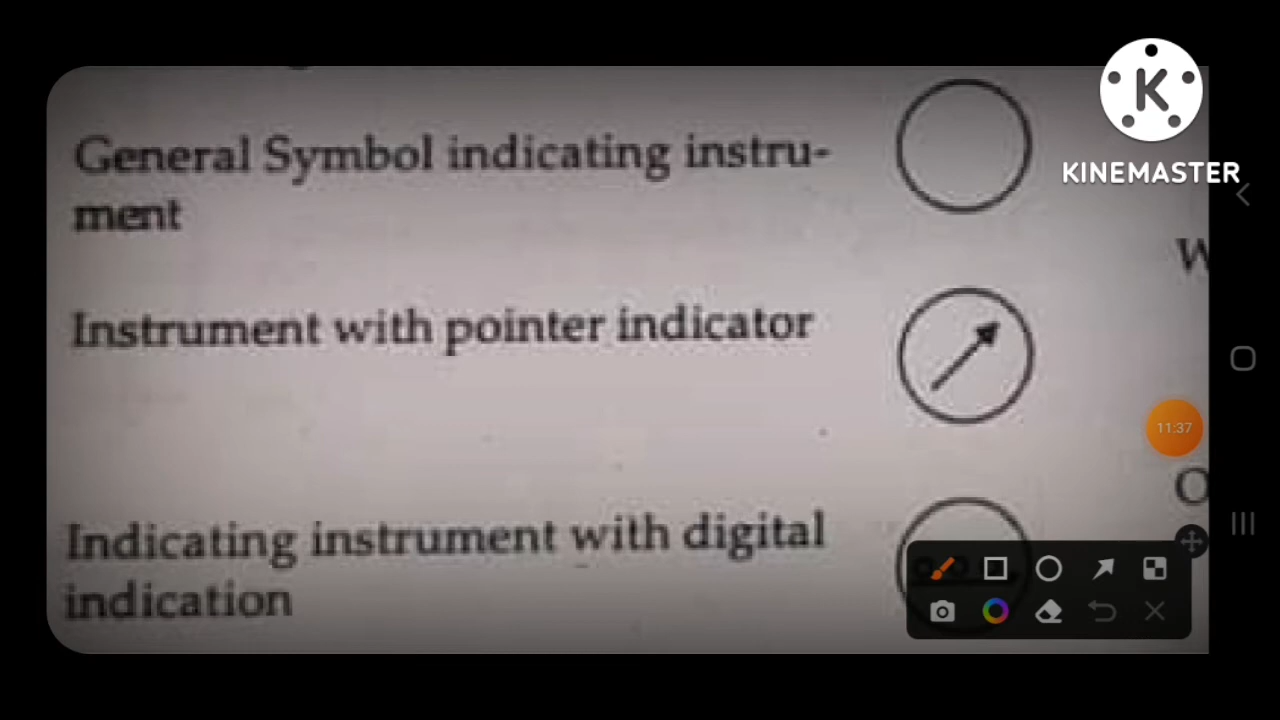 General Symbol indicating instru-
ment
Instrument with pointer indicator
Indicating instrument with digital
indication
K
KINEMASTER
W
11:37
O